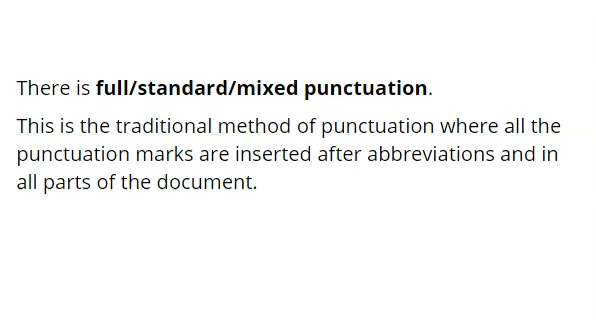 There is full/standard/mixed punctuation.
This is the traditional method of punctuation where all the
punctuation marks are inserted after abbreviations and in
all parts of the document.